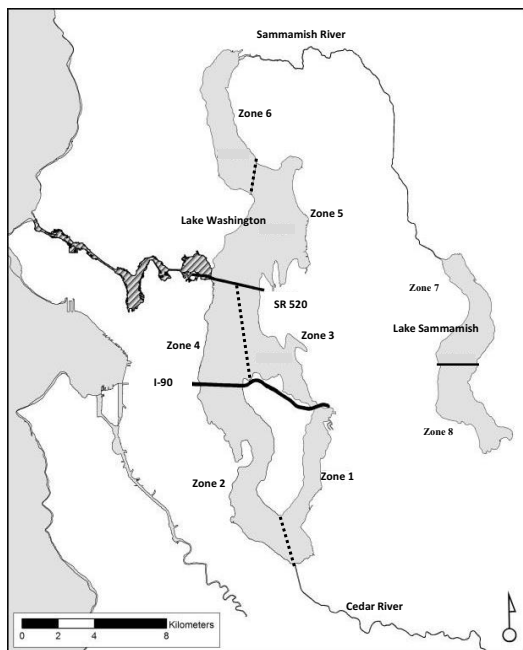 Sammamish River
Zone 6
Lake Washington
Zone 5
SR 520
Zone 7
Zone 3
Lake Sammamish
Zone 4
I-90
Zone 8
Zone 2
Zone 1
Cedar River
Kilometers
0 2 4 8